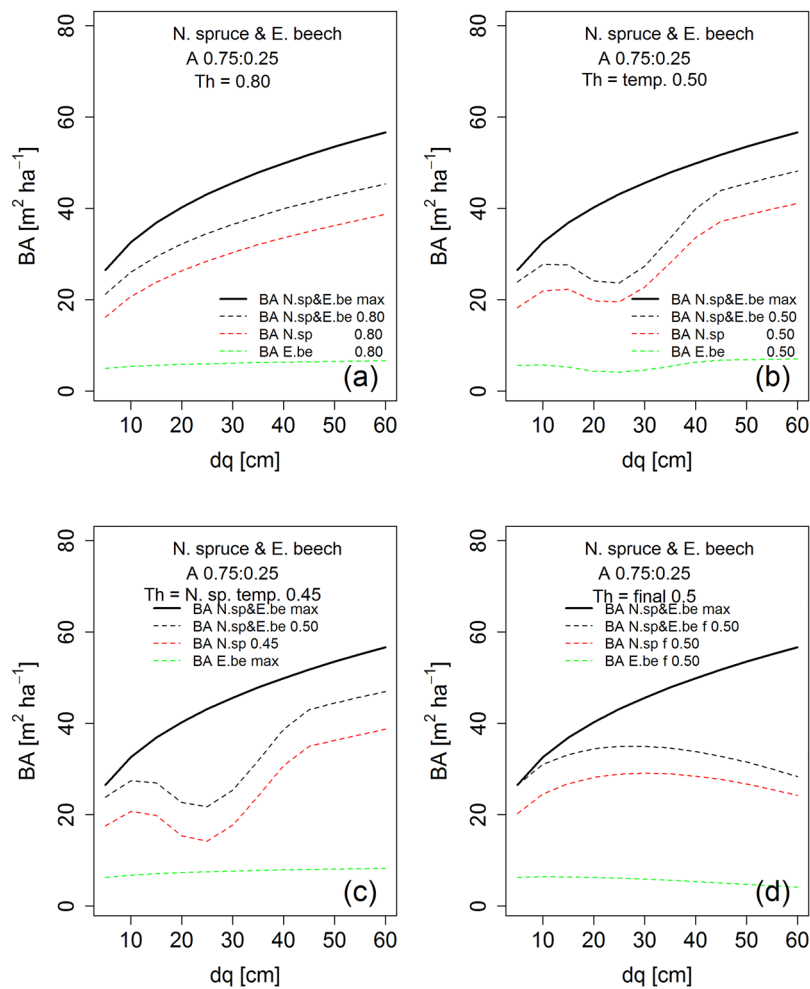 N. spruce & E. beech
A 0.75:0.25
Th = 0.80
80
60
40
20
0
BA [m² ha⁻¹]
BA N.sp&E.be max
BA N.sp&E.be 0.80
BA N.sp 0.80
BA E.be 0.80
(a)
10 20 30 40 50 60
dq [cm]
N. spruce & E. beech
A 0.75:0.25
Th = temp. 0.50
80
60
40
20
0
BA [m² ha⁻¹]
BA N.sp&E.be max
BA N.sp&E.be 0.50
BA N.sp 0.50
BA E.be 0.50
(b)
10 20 30 40 50 60
dq [cm]
N. spruce & E. beech
A 0.75:0.25
Th = N. sp. temp. 0.45
BA N.sp&E.be max
BA N.sp&E.be 0.50
BA N.sp 0.45
BA E.be max
80
60
40
20
0
BA [m² ha⁻¹]
(c)
10 20 30 40 50 60
dq [cm]
N. spruce & E. beech
A 0.75:0.25
Th = final 0.5
BA N.sp&E.be max
BA N.sp&E.be f 0.50
BA N.sp f 0.50
BA E.be f 0.50
80
60
40
20
0
BA [m² ha⁻¹]
(d)
10 20 30 40 50 60
dq [cm]